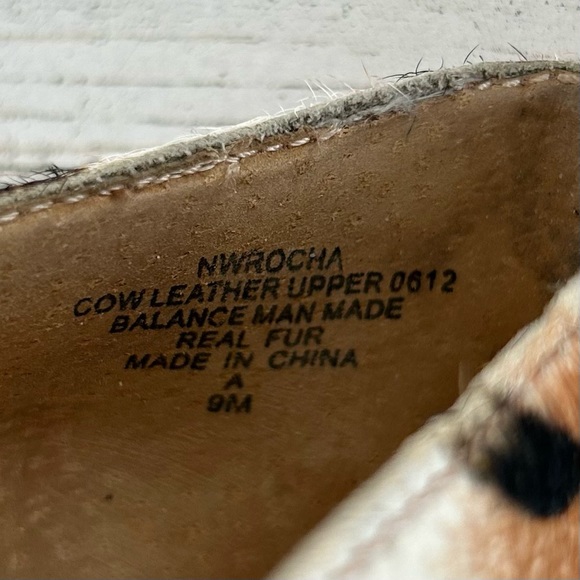 NWROCHA
COW LEATHER UPPER 0612
BALANCE MAN MADE
REAL FUR
MADE IN CHINA
A
9M